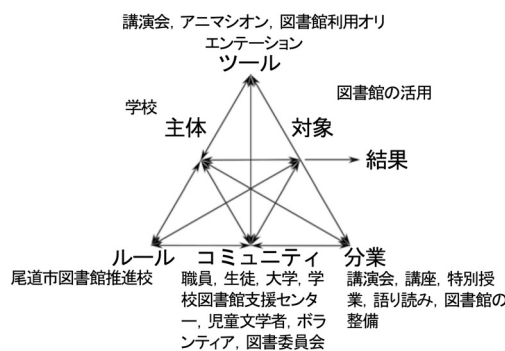 講演会, アニマシオン, 図書館利用オリ
エンテーション
ツール
学校
図書館の活用
主体
対象
結果
ルール
コミュニティ
分業
尾道市図書館推進校
職員, 生徒, 大学, 学
校図書館支援センタ
ー, 児童文学者, ボラ
ンティア, 図書委員会
講演会, 講座, 特別授
業, 語り読み, 図書館の
整備